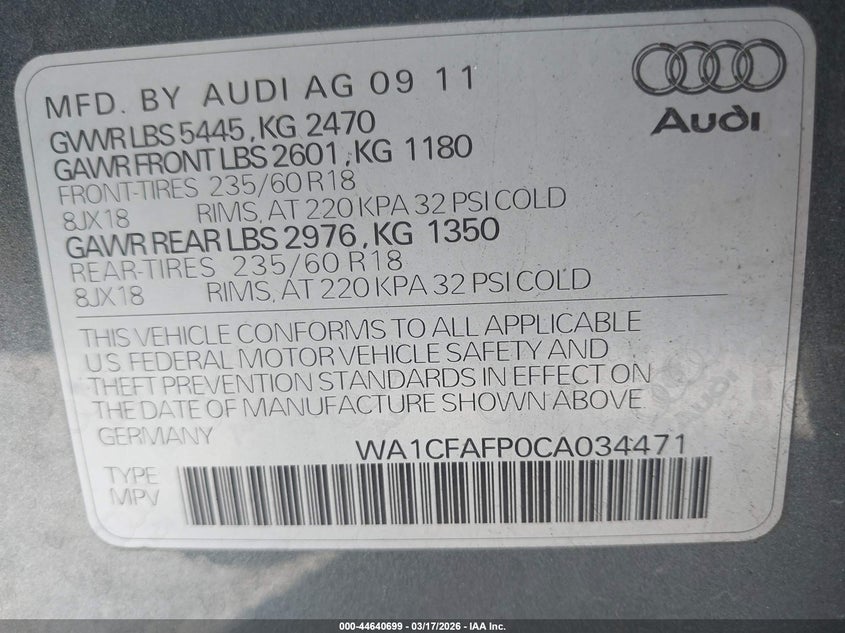 MFD. BY AUDI AG 09 11
Audi
GVWR LBS 5445, KG 2470
GAWR FRONT LBS 2601, KG 1180
FRONT-TIRES 235/60 R18
8JX18 RIMS, AT 220 KPA 32 PSI COLD
GAWR REAR LBS 2976, KG 1350
REAR-TIRES 235/60 R18
8JX18 RIMS, AT 220 KPA 32 PSI COLD
THIS VEHICLE CONFORMS TO ALL APPLICABLE
US FEDERAL MOTOR VEHICLE SAFETY AND
THEFT PREVENTION STANDARDS IN EFFECT ON
THE DATE OF MANUFACTURE SHOWN ABOVE
Audi
GERMANY
WA1CFAFP0CA034471
TYPE
MPV
000-44640699 - 03/17/2026 - IAA Inc.